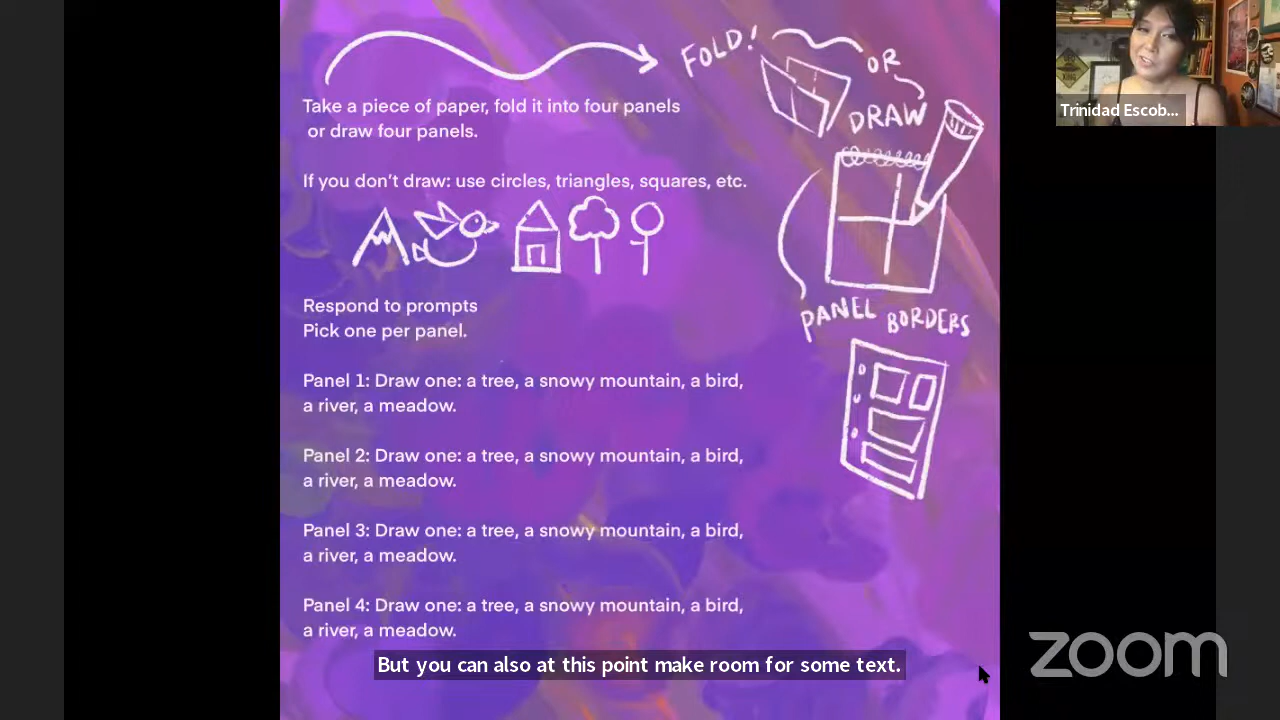 FOLD! OR
DRAW
Take a piece of paper, fold it into four panels
or draw four panels.
If you don't draw: use circles, triangles, squares, etc.
PANEL BORDERS
Respond to prompts
Pick one per panel.
Panel 1: Draw one: a tree, a snowy mountain, a bird,
a river, a meadow.
Panel 2: Draw one: a tree, a snowy mountain, a bird,
a river, a meadow.
Panel 3: Draw one: a tree, a snowy mountain, a bird,
a river, a meadow.
Panel 4: Draw one: a tree, a snowy mountain, a bird,
a river, a meadow.
But you can also at this point make room for some text.
Trinidad Escob...
zoom